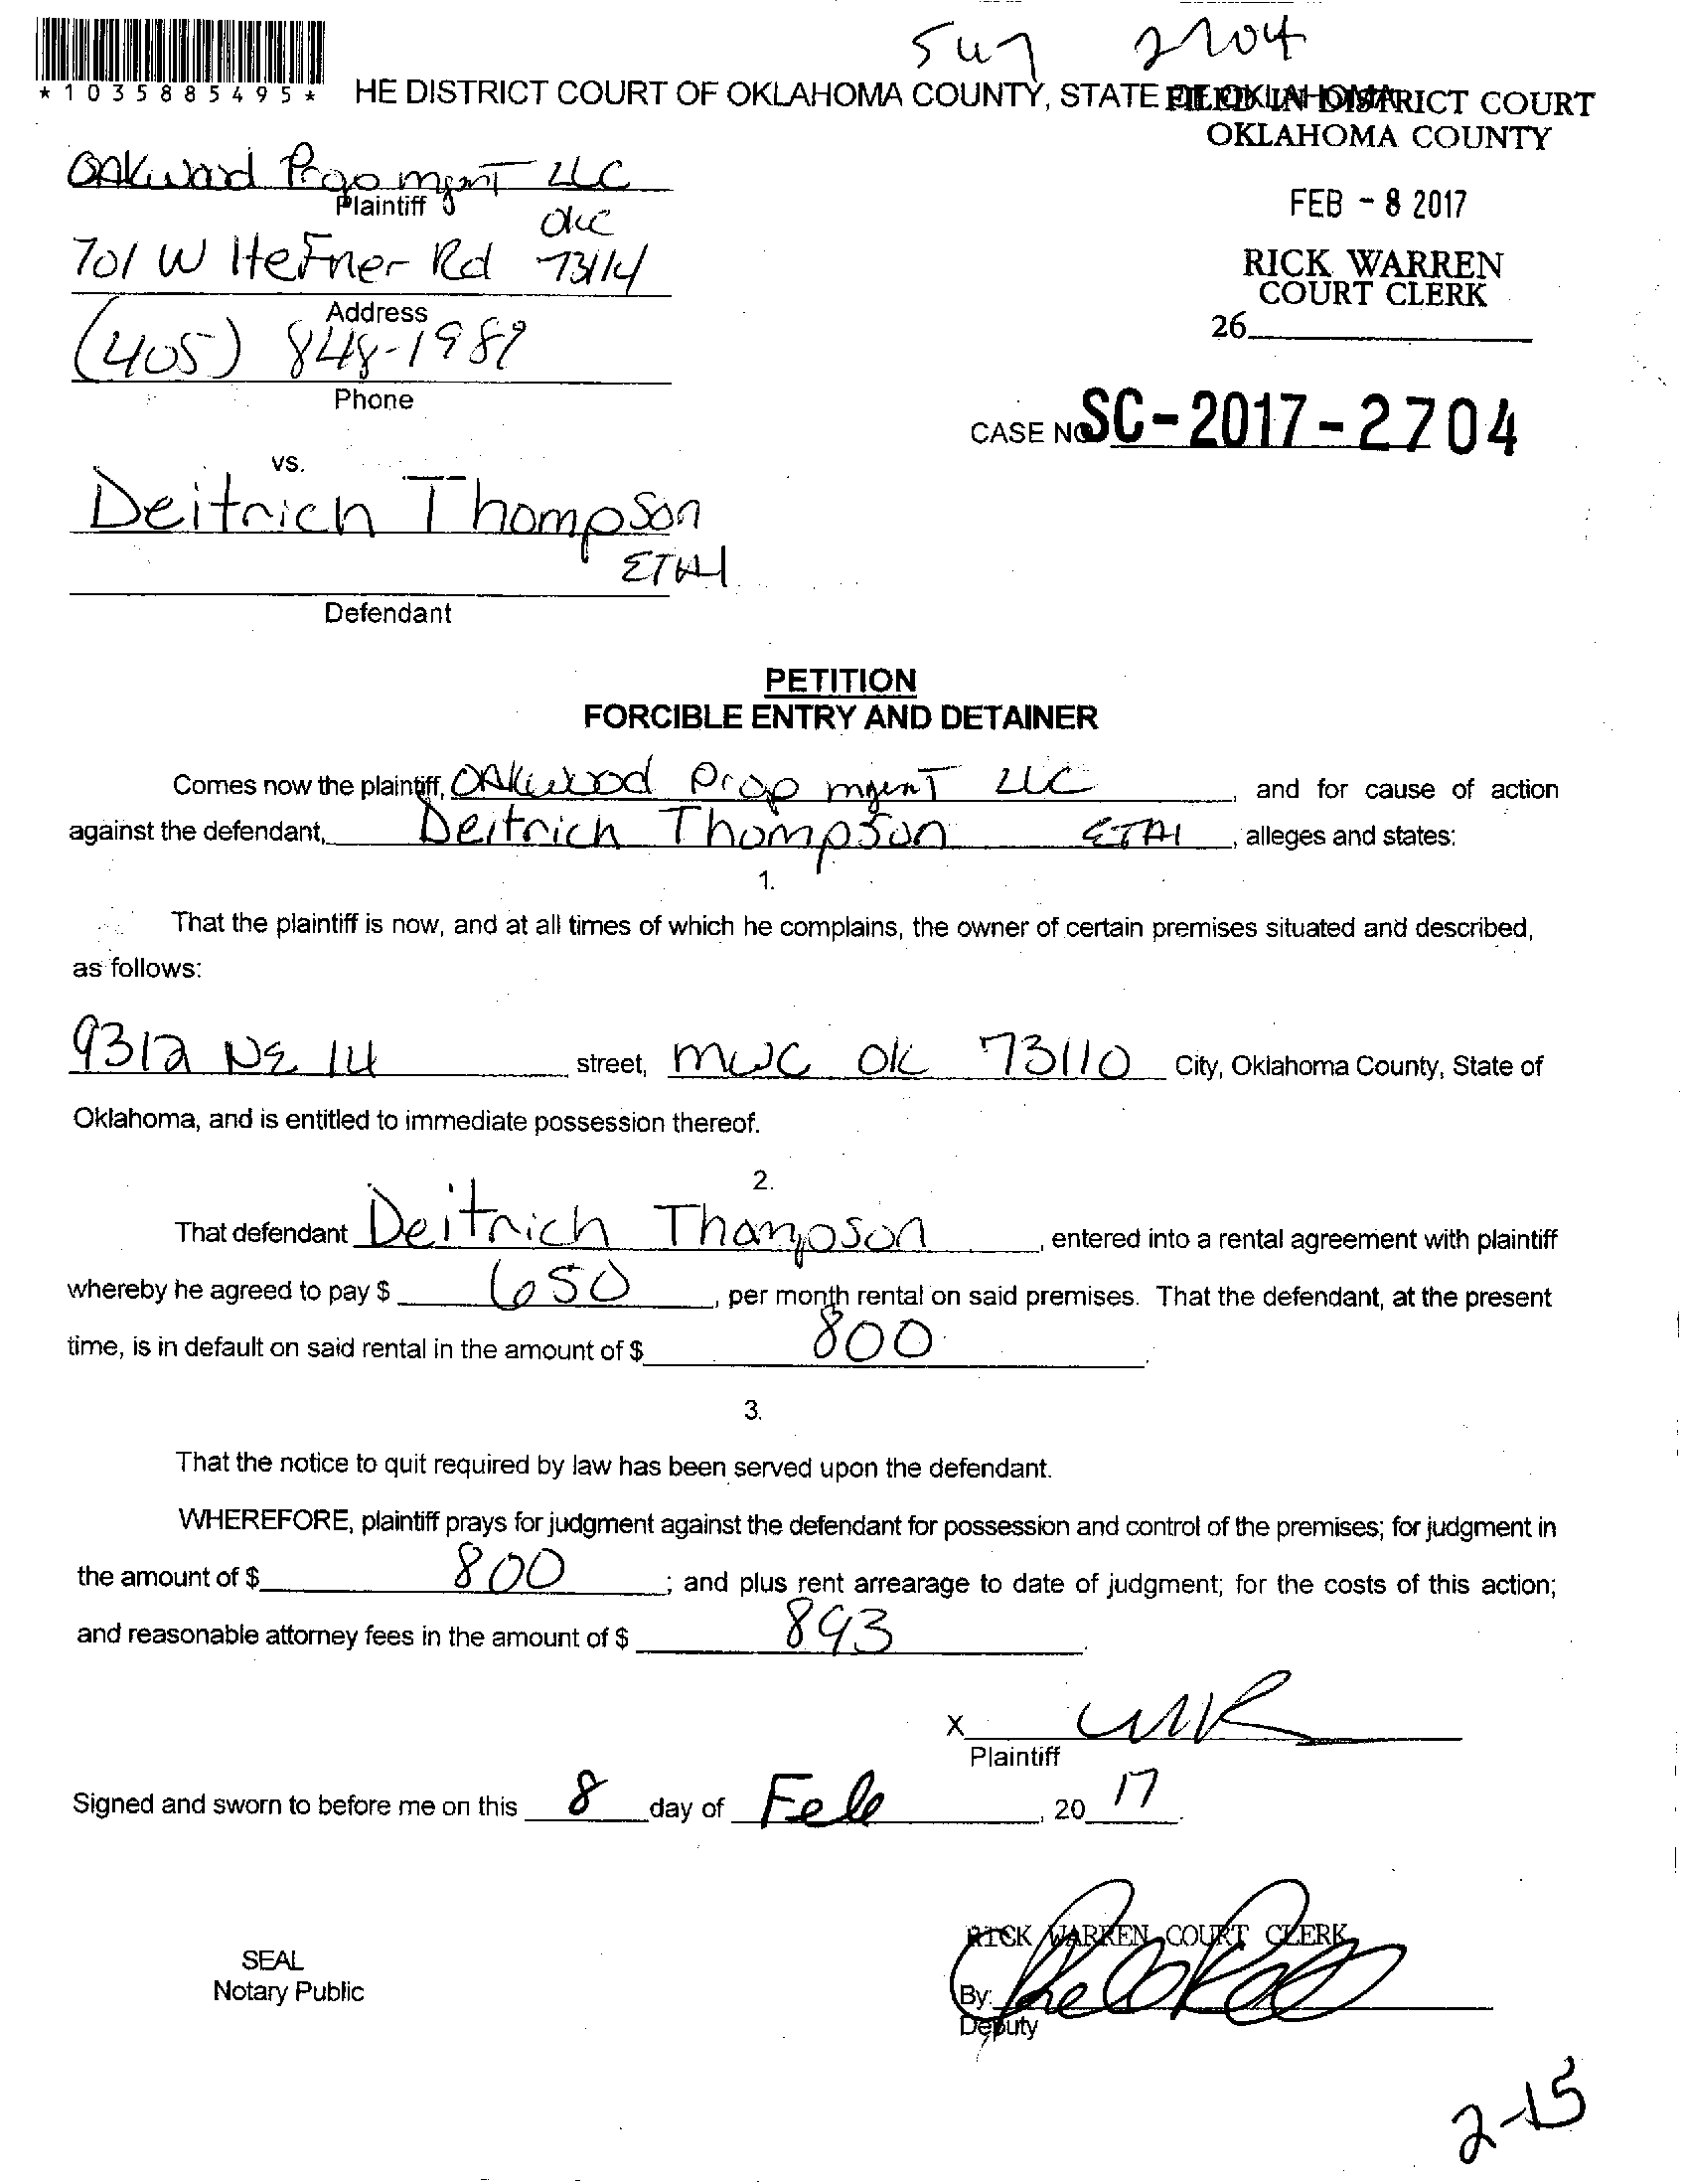 2704
*1035885495*
HE DISTRICT COURT OF OKLAHOMA COUNTY, STATE OF OKLAHOMA
FILED IN DISTRICT COURT
OKLAHOMA COUNTY
Oakwood Prop mgmT LLC
Plaintiff
FEB - 8 2017
OKC
701 W HeFner Rd 73114
RICK WARREN
COURT CLERK
Address
26
(405) 848-1989
Phone
CASE NO SC-2017-2704
vs.
Deitrich Thompson
ETAl
Defendant
PETITION
FORCIBLE ENTRY AND DETAINER
Comes now the plaintiff, Oakwood Prop mgmT LLC, and for cause of action
against the defendant, Deitrich Thompson ETAl, alleges and states:
1.
That the plaintiff is now, and at all times of which he complains, the owner of certain premises situated and described,
as follows:
9312 NE 14 street, MWC OK 73110 City, Oklahoma County, State of
Oklahoma, and is entitled to immediate possession thereof.
2.
That defendant Deitrich Thompson, entered into a rental agreement with plaintiff
whereby he agreed to pay $ 650, per month rental on said premises. That the defendant, at the present
time, is in default on said rental in the amount of $ 800.
3.
That the notice to quit required by law has been served upon the defendant.
WHEREFORE, plaintiff prays for judgment against the defendant for possession and control of the premises; for judgment in
the amount of $ 800; and plus rent arrearage to date of judgment; for the costs of this action;
and reasonable attorney fees in the amount of $ 893.
X
Plaintiff
Signed and sworn to before me on this 8 day of Feb, 20 17.
RICK WARREN, COURT CLERK
SEAL
Notary Public
By:
Deputy
2-15